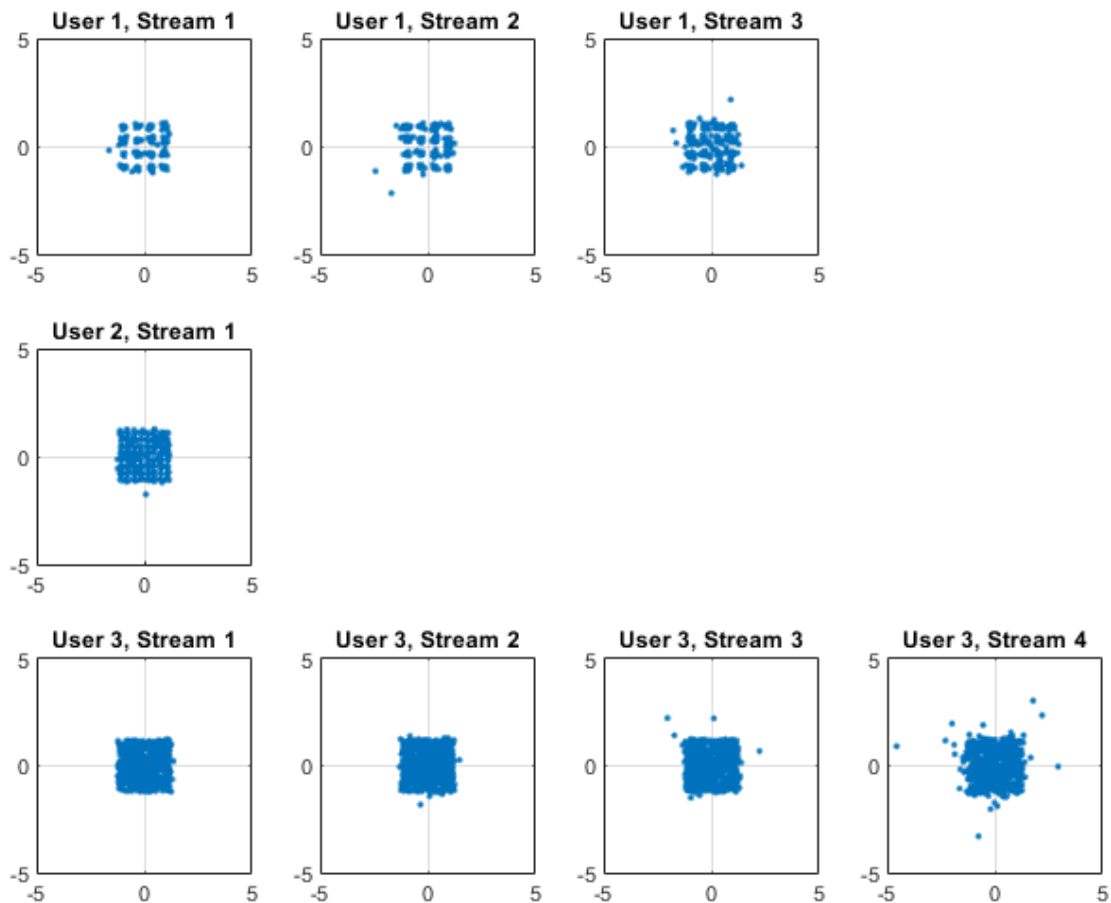 User 1, Stream 1
User 1, Stream 2
User 1, Stream 3
5
5
5
0
0
0
-5
-5
-5
-5 0 5
-5 0 5
-5 0 5
User 2, Stream 1
5
0
-5
-5 0 5
User 3, Stream 1
User 3, Stream 2
User 3, Stream 3
User 3, Stream 4
5
5
5
5
0
0
0
0
-5
-5
-5
-5
-5 0 5
-5 0 5
-5 0 5
-5 0 5